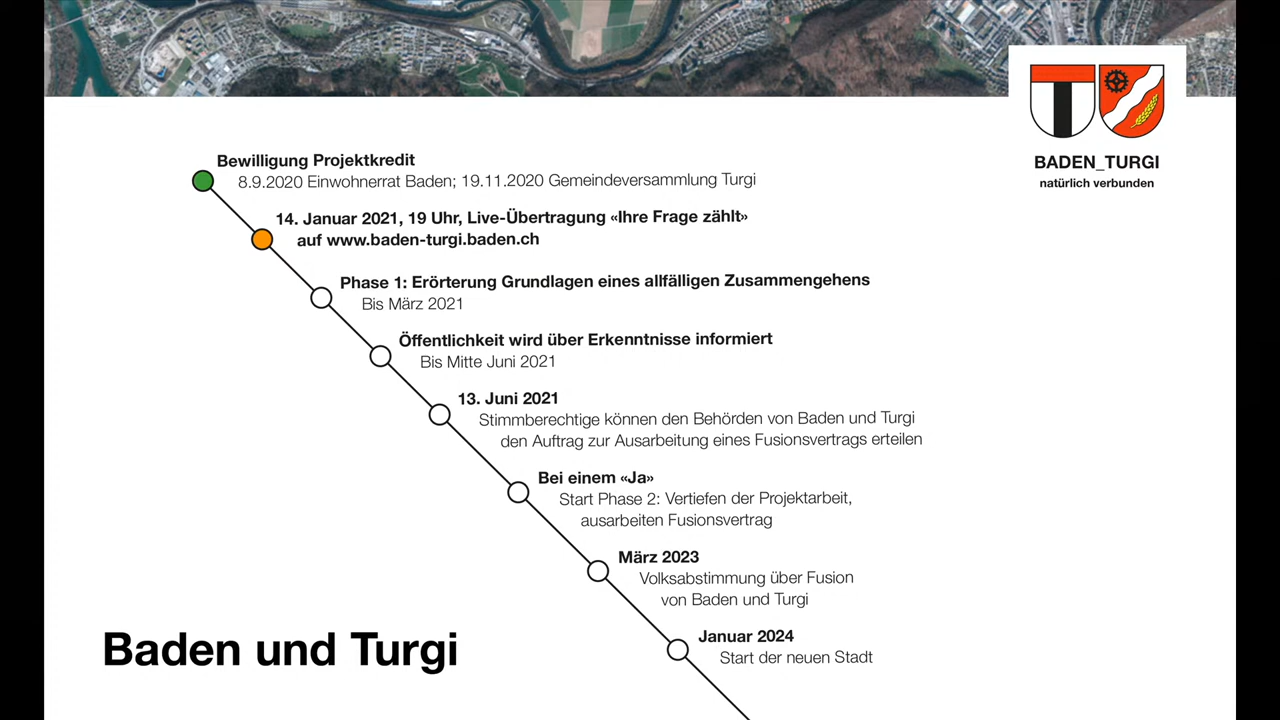 BADEN_TURGI
natürlich verbunden
Bewilligung Projektkredit
8.9.2020 Einwohnerrat Baden; 19.11.2020 Gemeindeversammlung Turgi
14. Januar 2021, 19 Uhr, Live-Übertragung «Ihre Frage zählt»
auf www.baden-turgi.baden.ch
Phase 1: Erörterung Grundlagen eines allfälligen Zusammengehens
Bis März 2021
Öffentlichkeit wird über Erkenntnisse informiert
Bis Mitte Juni 2021
13. Juni 2021
Stimmberechtige können den Behörden von Baden und Turgi
den Auftrag zur Ausarbeitung eines Fusionsvertrags erteilen
Bei einem «Ja»
Start Phase 2: Vertiefen der Projektarbeit,
ausarbeiten Fusionsvertrag
März 2023
Volksabstimmung über Fusion
von Baden und Turgi
Januar 2024
Start der neuen Stadt
Baden und Turgi